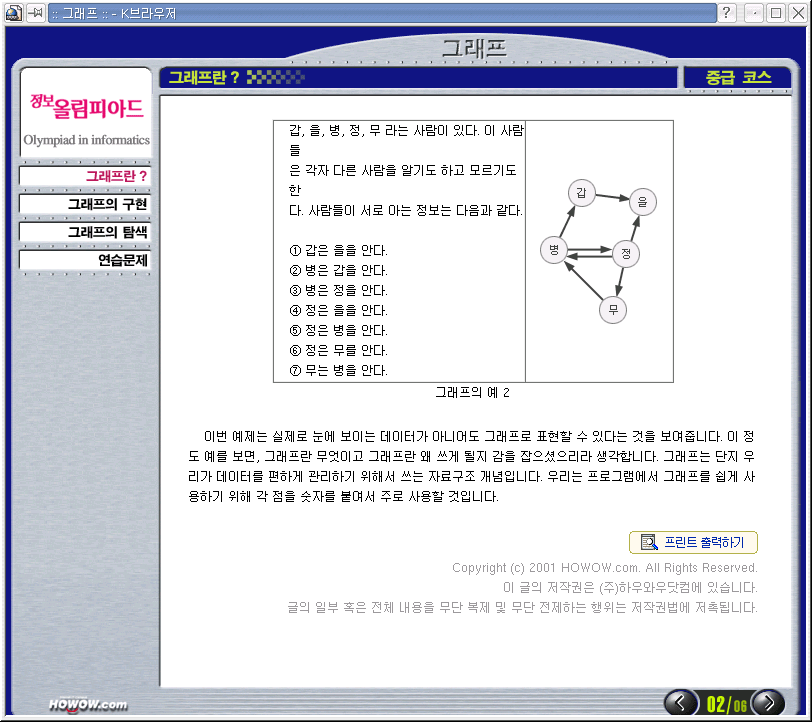 :: 그래프 :: - K브라우저
그래프
정보올림피아드
Olympiad in informatics
그래프란 ?
그래프의 구현
그래프의 탐색
연습문제
그래프란 ?
중급 코스
갑, 을, 병, 정, 무 라는 사람이 있다. 이 사람
들
은 각자 다른 사람을 알기도 하고 모르기도
한
다. 사람들이 서로 아는 정보는 다음과 같다.
① 갑은 을을 안다.
② 병은 갑을 안다.
③ 병은 정을 안다.
④ 정은 을을 안다.
⑤ 정은 병을 안다.
⑥ 정은 무를 안다.
⑦ 무는 병을 안다.
갑
을
병
정
무
그래프의 예 2
이번 예제는 실제로 눈에 보이는 데이터가 아니어도 그래프로 표현할 수 있다는 것을 보여줍니다. 이 정
도 예를 보면, 그래프란 무엇이고 그래프란 왜 쓰게 될지 감을 잡으셨으리라 생각합니다. 그래프는 단지 우
리가 데이터를 편하게 관리하기 위해서 쓰는 자료구조 개념입니다. 우리는 프로그램에서 그래프를 쉽게 사
용하기 위해 각 점을 숫자를 붙여서 주로 사용할 것입니다.
프린트 출력하기
Copyright (c) 2001 HOWOW.com. All Rights Reserved.
이 글의 저작권은 (주)하우와우닷컴에 있습니다.
글의 일부 혹은 전체 내용을 무단 복제 및 무단 전제하는 행위는 저작권법에 저촉됩니다.
HOWOW.com
02/06